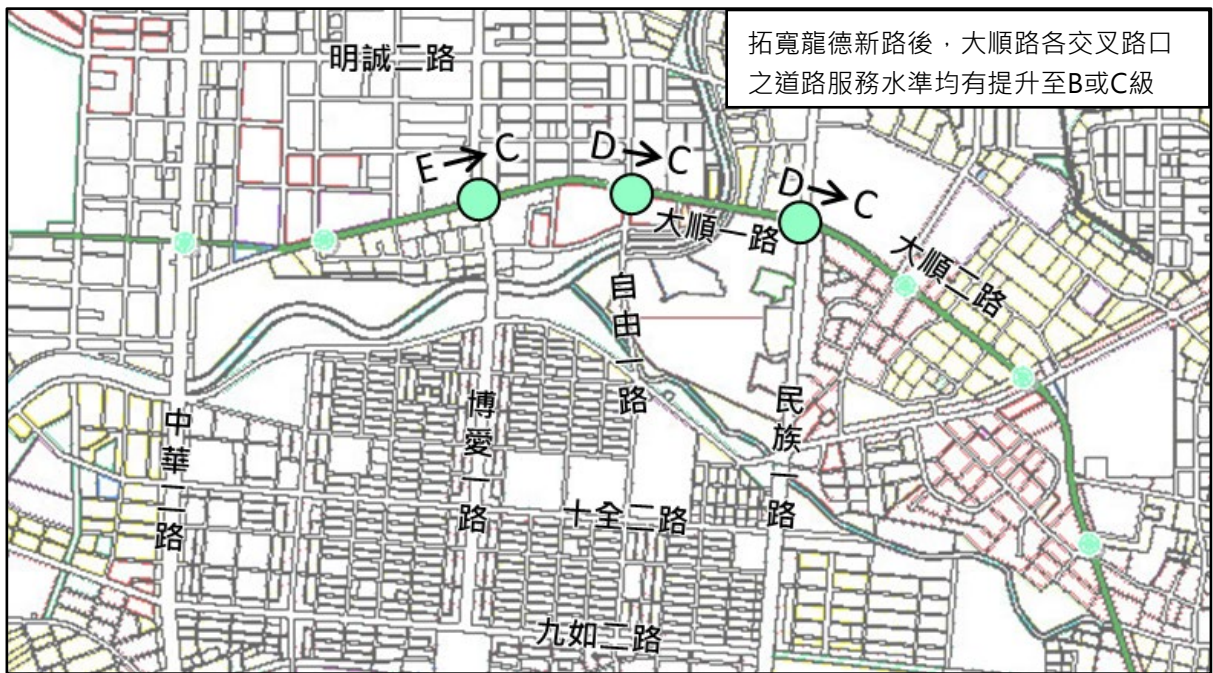 拓寬龍德新路後，大順路各交叉路口
之道路服務水準均有提升至B或C級
明誠二路
E→C
D→C
D→C
大順一路
大順二路
自由一路
中華二路
博愛一路
民族一路
十全二路
九如二路